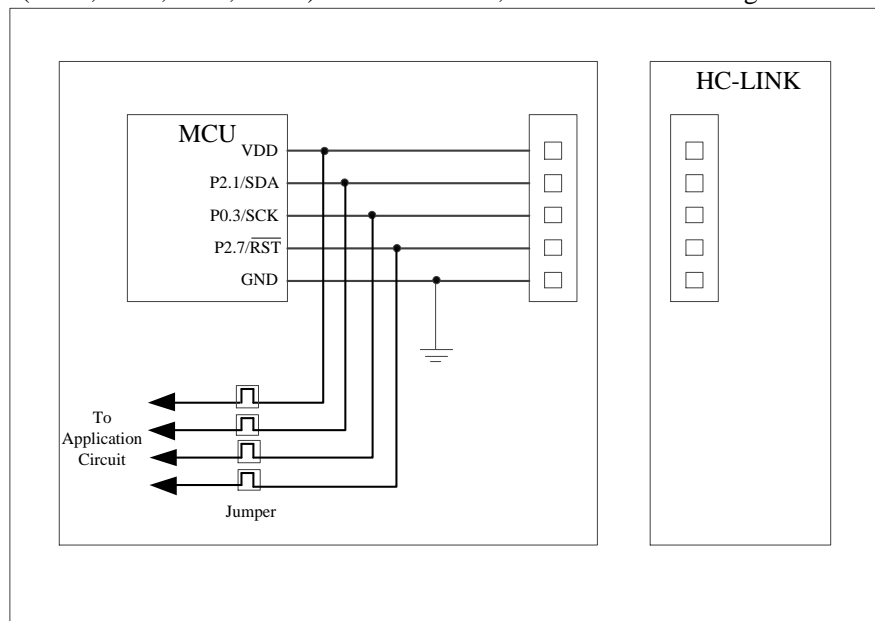 HC-LINK
MCU
VDD
P2.1/SDA
P0.3/SCK
P2.7/RST
GND
To
Application
Circuit
Jumper